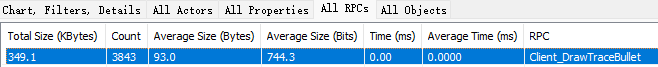 Chart, Filters, Details All Actors All Properties All RPCs All Objects
Total Size (KBytes) Count Average Size (Bytes) Average Size (Bits) Time (ms) Average Time (ms) RPC
349.1 3843 93.0 744.3 0.00 0.0000 Client_DrawTraceBullet